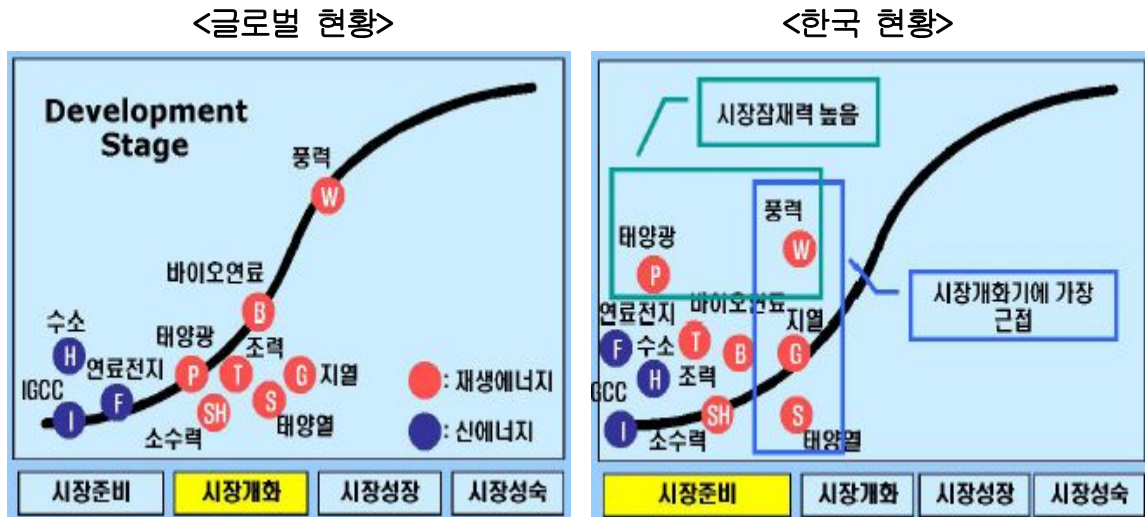 <글로벌 현황>
Development
Stage
풍력
W
바이오연료
B
수소
H
태양광
P
조력
T
연료전지
F
IGCC
I
G 지열
SH
소수력
S
태양열
: 재생에너지
: 신에너지
시장준비 시장개화 시장성장 시장성숙
<한국 현황>
시장잠재력 높음
풍력
W
태양광
P
시장개화기에 가장
근접
연료전지
F
바이오연료
B
지열
G
수소
H
T
조력
GCC
I
소수력
SH
S
태양열
시장준비 시장개화 시장성장 시장성숙